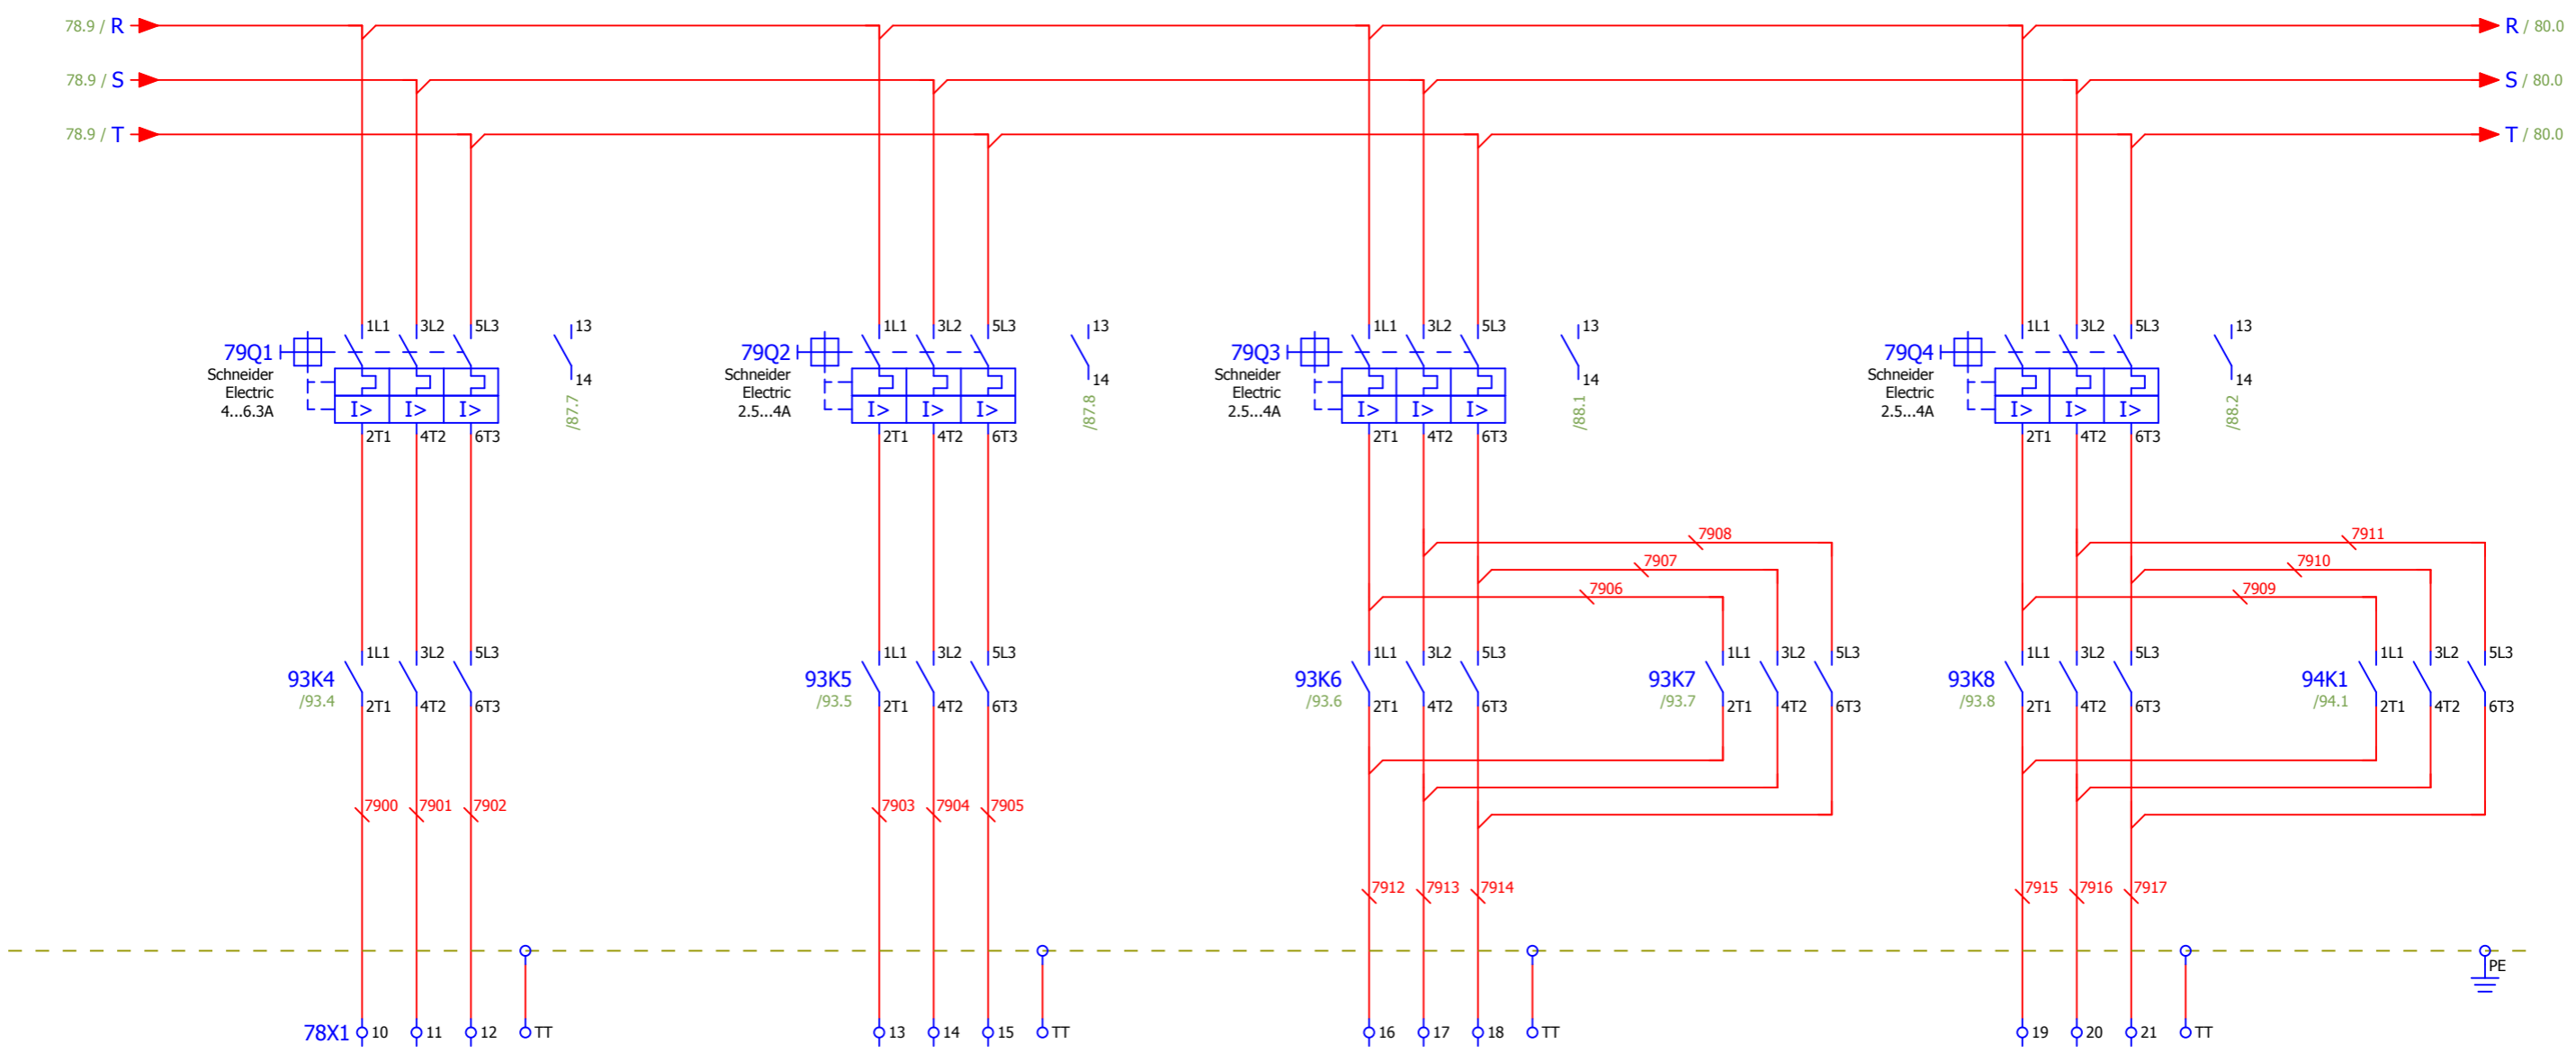 78.9 / R R / 80.0
78.9 / S S / 80.0
78.9 / T T / 80.0
1L1 3L2 5L3 13 1L1 3L2 5L3 13 1L1 3L2 5L3 13 1L1 3L2 5L3 13
79Q1 79Q2 79Q3 79Q4
Schneider Schneider Schneider Schneider
Electric 14 Electric 14 Electric 14 Electric 14
4...6.3A I> I> I> /87.7 2.5...4A I> I> I> /87.8 2.5...4A I> I> I> /88.1 2.5...4A I> I> I> /88.2
2T1 4T2 6T3 2T1 4T2 6T3 2T1 4T2 6T3 2T1 4T2 6T3
7908 7911
7907 7910
7906 7909
1L1 3L2 5L3 1L1 3L2 5L3 1L1 3L2 5L3 1L1 3L2 5L3 1L1 3L2 5L3 1L1 3L2 5L3
93K4 93K5 93K6 93K7 93K8 94K1
/93.4 /93.5 /93.6 /93.7 /93.8 /94.1
2T1 4T2 6T3 2T1 4T2 6T3 2T1 4T2 6T3 2T1 4T2 6T3 2T1 4T2 6T3 2T1 4T2 6T3
7900 7901 7902 7903 7904 7905
7912 7913 7914 7915 7916 7917
PE
78X1 10 11 12 TT 13 14 15 TT 16 17 18 TT 19 20 21 TT